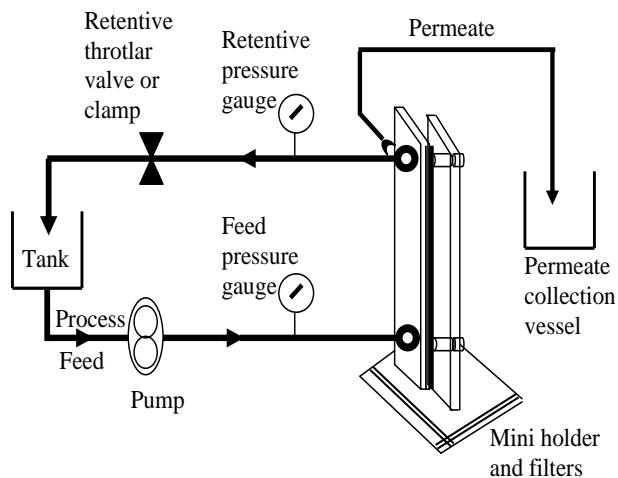 Retentive
throtlar
valve or
clamp
Retentive
pressure
gauge
Permeate
Tank
Feed
pressure
gauge
Process
Feed
Pump
Permeate
collection
vessel
Mini holder
and filters